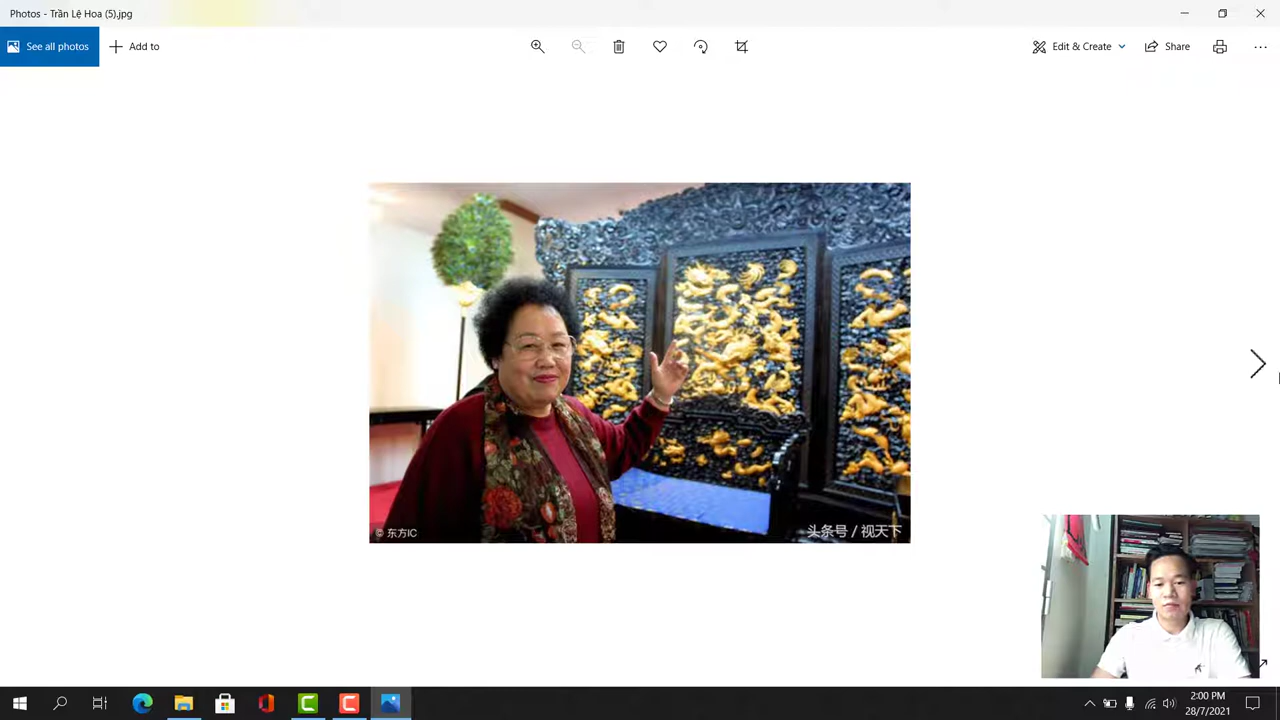 Photos - Trần Lệ Hoa (5).jpg
See all photos
Add to
Edit & Create
Share
© 东方IC
头条号 / 视天下
2:00 PM
28/7/2021